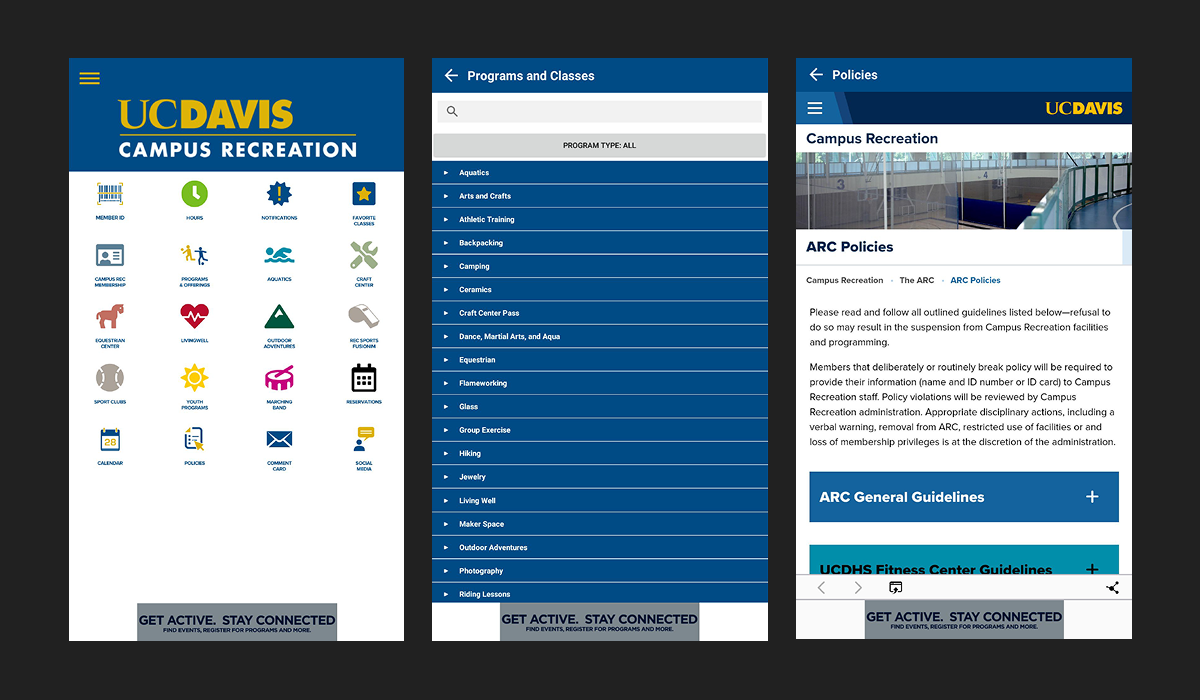 UCDAVIS
CAMPUS RECREATION
MEMBER ID
HOURS
NOTIFICATIONS
FAVORITE
CLASSES
CAMPUS REC
MEMBERSHIP
PROGRAMS
& OFFERINGS
AQUATICS
CRAFT
CENTER
EQUESTRIAN
CENTER
LIVINGWELL
OUTDOOR
ADVENTURES
REC SPORTS
FUSIONIM
SPORT CLUBS
YOUTH
PROGRAMS
MARCHING
BAND
RESERVATIONS
28
CALENDAR
POLICIES
COMMENT
CARD
SOCIAL
MEDIA
GET ACTIVE. STAY CONNECTED
FIND EVENTS, REGISTER FOR PROGRAMS AND MORE.
Programs and Classes
PROGRAM TYPE: ALL
Aquatics
Arts and Crafts
Athletic Training
Backpacking
Camping
Ceramics
Craft Center Pass
Dance, Martial Arts, and Aqua
Equestrian
Flameworking
Glass
Group Exercise
Hiking
Jewelry
Living Well
Maker Space
Outdoor Adventures
Photography
Riding Lessons
GET ACTIVE. STAY CONNECTED
FIND EVENTS, REGISTER FOR PROGRAMS AND MORE.
Policies
UCDAVIS
Campus Recreation
3
4
ARC Policies
Campus Recreation · The ARC · ARC Policies
Please read and follow all outlined guidelines listed below—refusal to
do so may result in the suspension from Campus Recreation facilities
and programming.
Members that deliberately or routinely break policy will be required to
provide their information (name and ID number or ID card) to Campus
Recreation staff. Policy violations will be reviewed by Campus
Recreation administration. Appropriate disciplinary actions, including a
verbal warning, removal from ARC, restricted use of facilities or and
loss of membership privileges is at the discretion of the administration.
ARC General Guidelines
UCDHS Fitness Center Guidelines
GET ACTIVE. STAY CONNECTED
FIND EVENTS, REGISTER FOR PROGRAMS AND MORE.